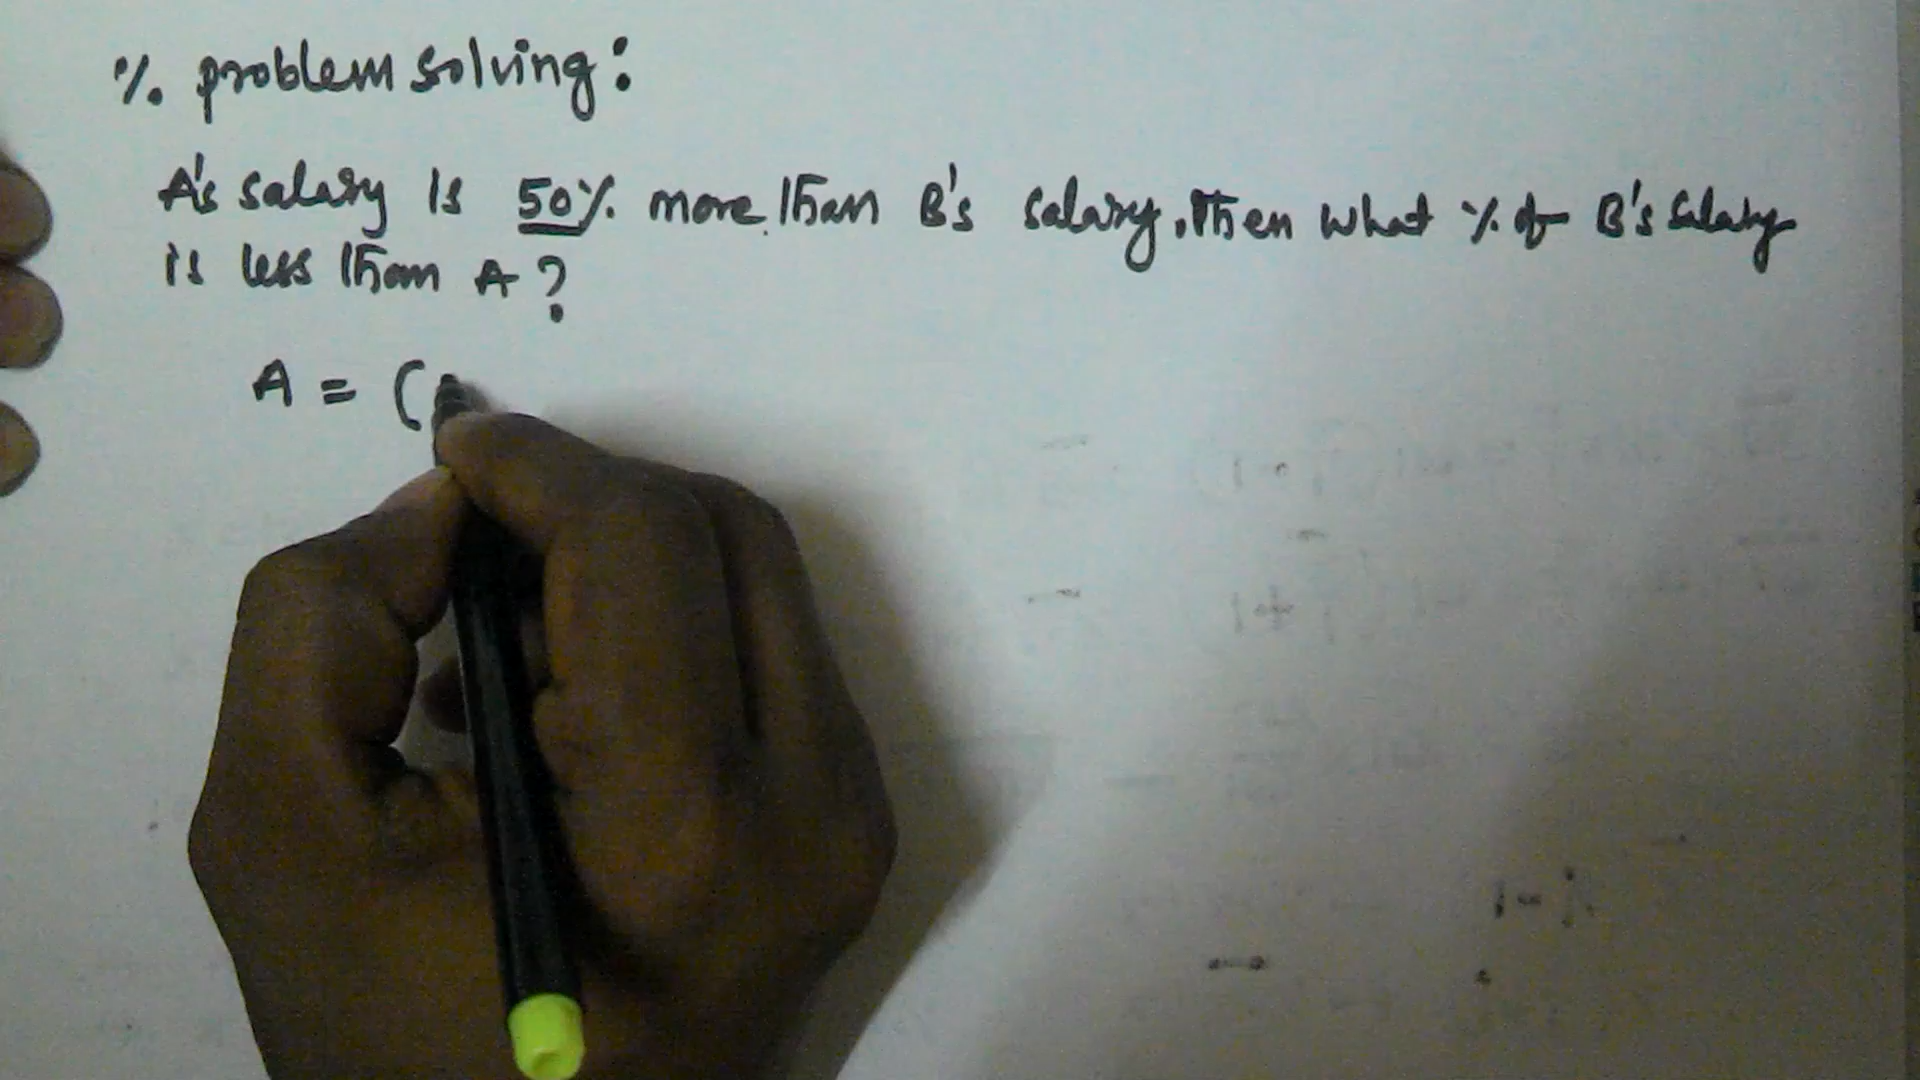 % problem solving:
A's salary is 50% more than B's salary, then what % of B's salary
is less than A?
A = (